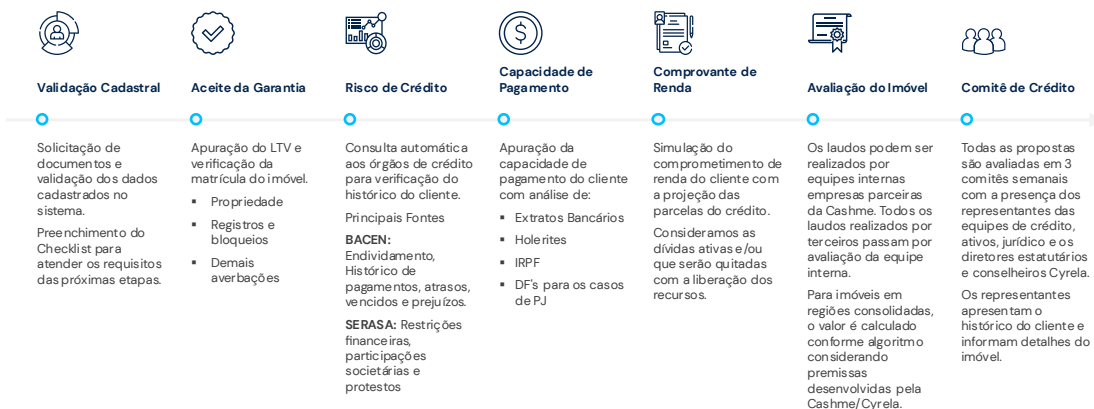 Validação Cadastral
Solicitação de
documentos e
validação dos dados
cadastrados no
sistema.
Preenchimento do
Checklist para
atender os requisitos
das próximas etapas.
Aceite da Garantia
Apuração do LTV e
verificação da
matrícula do imóvel.
▪ Propriedade
▪ Registros e
bloqueios
▪ Demais
averbações
Risco de Crédito
Consulta automática
aos órgãos de crédito
para verificação do
histórico do cliente.
Principais Fontes
BACEN:
Endividamento,
Histórico de
pagamentos, atrasos,
vencidos e prejuízos.
SERASA: Restrições
financeiras,
participações
societárias e
protestos
Capacidade de
Pagamento
Apuração da
capacidade de
pagamento do cliente
com análise de:
▪ Extratos Bancários
▪ Holerites
▪ IRPF
▪ DF's para os casos
de PJ
Comprovante de
Renda
Simulação do
comprometimento de
renda do cliente com
a projeção das
parcelas do crédito.
Consideramos as
dívidas ativas e/ou
que serão quitadas
com a liberação dos
recursos.
Avaliação do Imóvel
Os laudos podem ser
realizados por
equipes internas
empresas parceiras
da Cashme. Todos os
laudos realizados por
terceiros passam por
avaliação da equipe
interna.
Para imóveis em
regiões consolidadas,
o valor é calculado
conforme algoritmo
considerando
premissas
desenvolvidas pela
Cashme/Cyrela.
Comitê de Crédito
Todas as propostas
são avaliadas em 3
comitês semanais
com a presença dos
representantes das
equipes de crédito,
ativos, jurídico e os
diretores estatutários
e conselheiros Cyrela.
Os representantes
apresentam o
histórico do cliente e
informam detalhes do
imóvel.